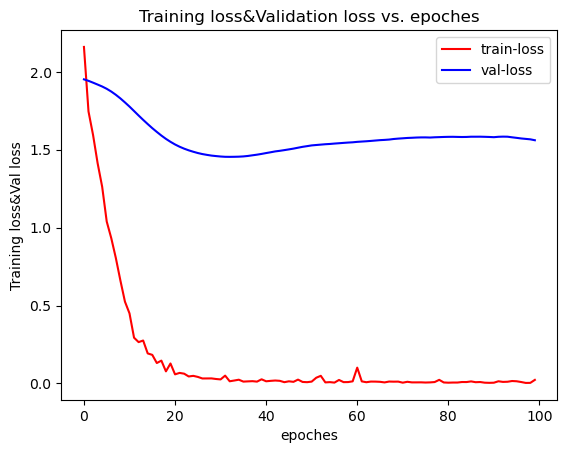 Training loss&Validation loss vs. epoches
train-loss
val-loss
Training loss&Val loss
2.0
1.5
1.0
0.5
0.0
0
20
40
60
80
100
epoches